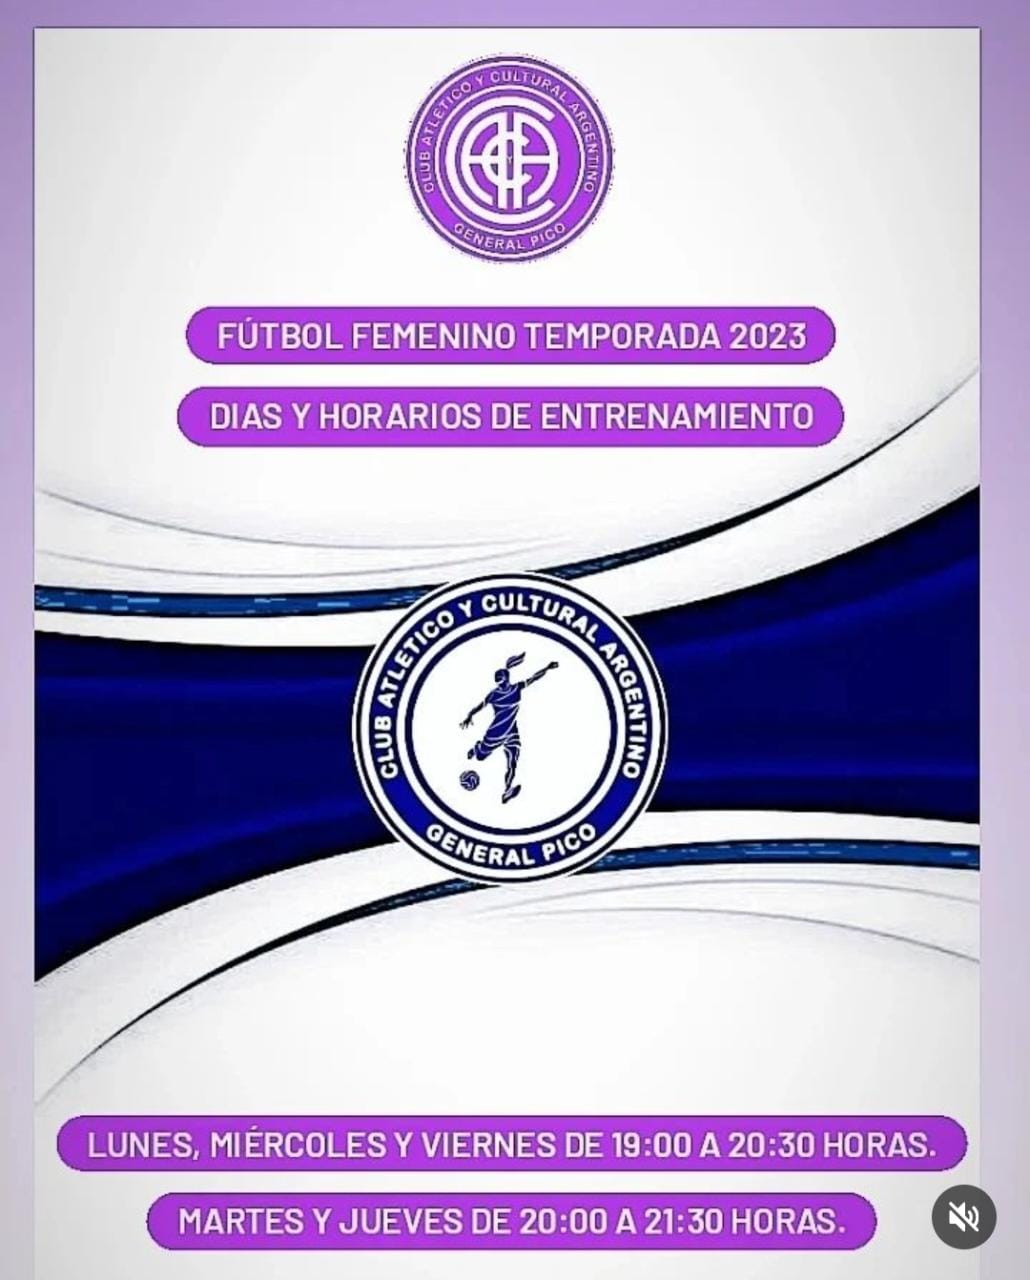 CLUB ATLETICO Y CULTURAL ARGENTINO
GENERAL PICO
FÚTBOL FEMENINO TEMPORADA 2023
DIAS Y HORARIOS DE ENTRENAMIENTO
CLUB ATLETICO Y CULTURAL ARGENTINO
GENERAL PICO
LUNES, MIÉRCOLES Y VIERNES DE 19:00 A 20:30 HORAS.
MARTES Y JUEVES DE 20:00 A 21:30 HORAS.